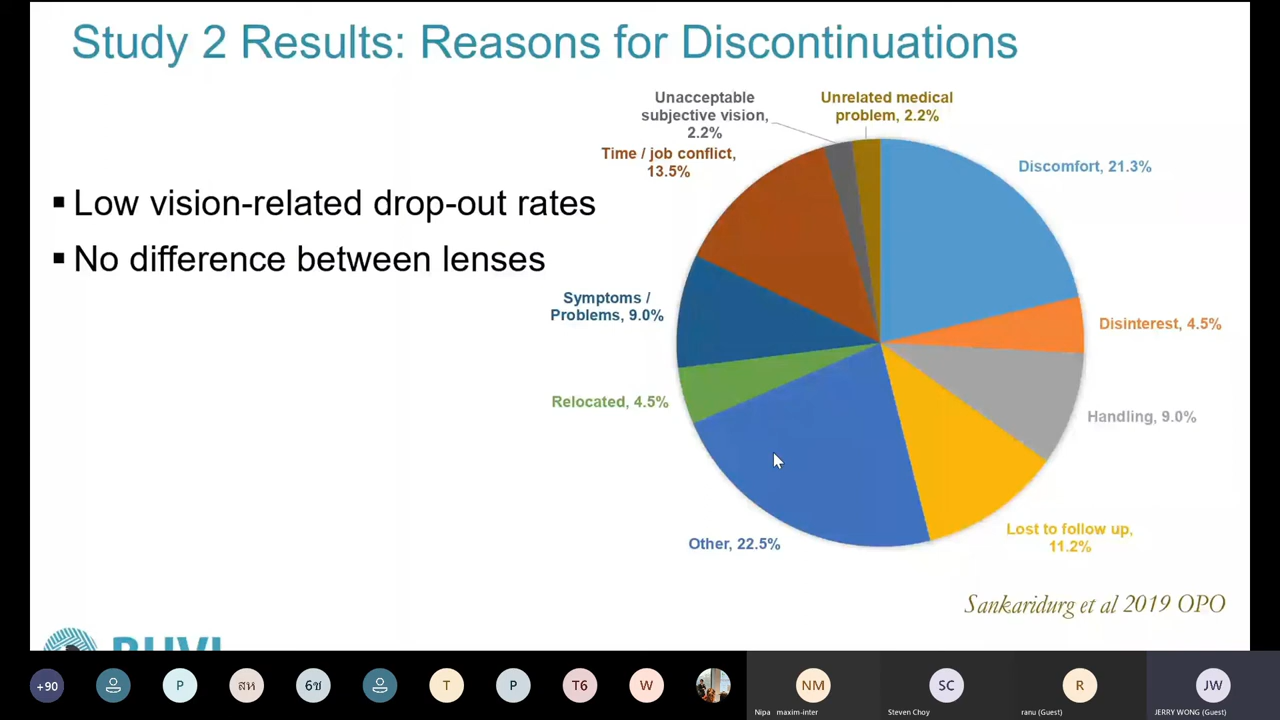 Study 2 Results: Reasons for Discontinuations
▪ Low vision-related drop-out rates
▪ No difference between lenses
Unacceptable
subjective vision,
2.2%
Unrelated medical
problem, 2.2%
Time / job conflict,
13.5%
Discomfort, 21.3%
Symptoms /
Problems, 9.0%
Disinterest, 4.5%
Relocated, 4.5%
Handling, 9.0%
Other, 22.5%
Lost to follow up,
11.2%
Sankaridurg et al 2019 OPO
+90
P
สห
6ช
T
P
T6
W
NM
SC
R
JW
Nipa maxim-inter
Steven Choy
ranu (Guest)
JERRY WONG (Guest)